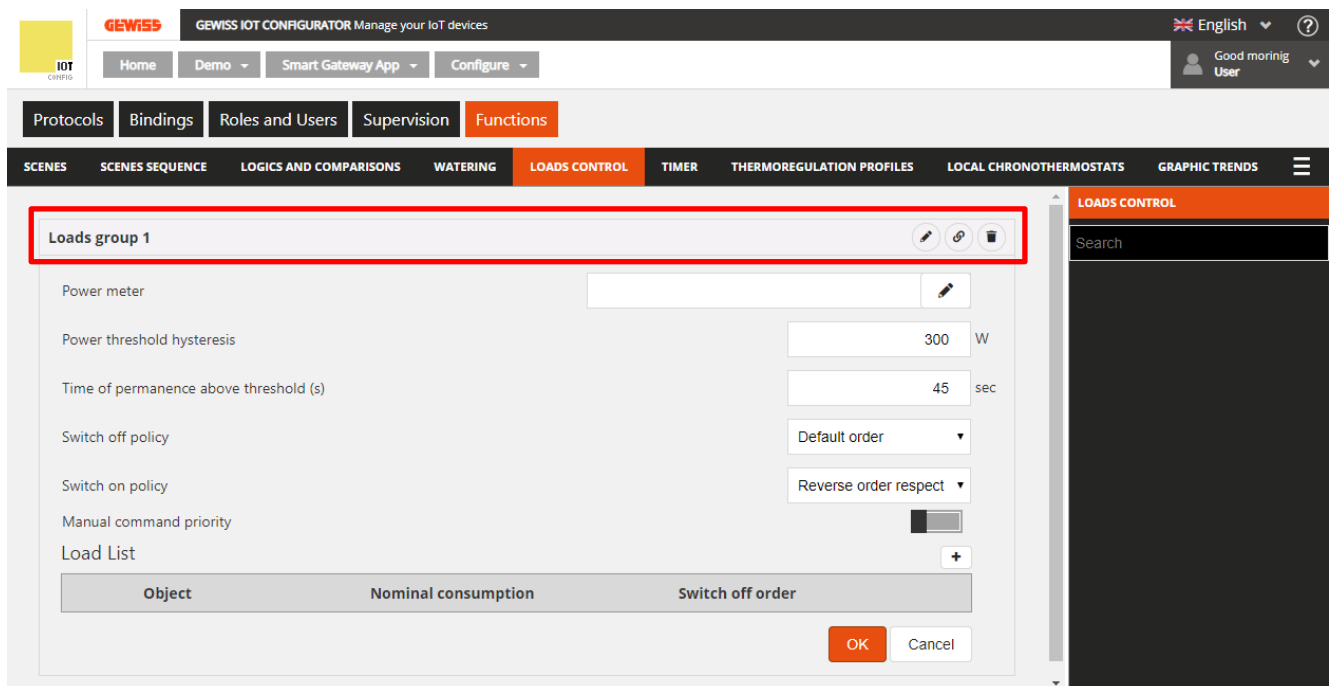 GEWISS GEWISS IOT CONFIGURATOR Manage your IoT devices English
IOT
CONFIG
Home Demo Smart Gateway App Configure
Good morinig
User
Protocols Bindings Roles and Users Supervision Functions
SCENES SCENES SEQUENCE LOGICS AND COMPARISONS WATERING LOADS CONTROL TIMER THERMOREGULATION PROFILES LOCAL CHRONOTHERMOSTATS GRAPHIC TRENDS
LOADS CONTROL
Search
Loads group 1
Power meter
Power threshold hysteresis 300 W
Time of permanence above threshold (s) 45 sec
Switch off policy Default order
Switch on policy Reverse order respect
Manual command priority
Load List +
Object Nominal consumption Switch off order
OK Cancel